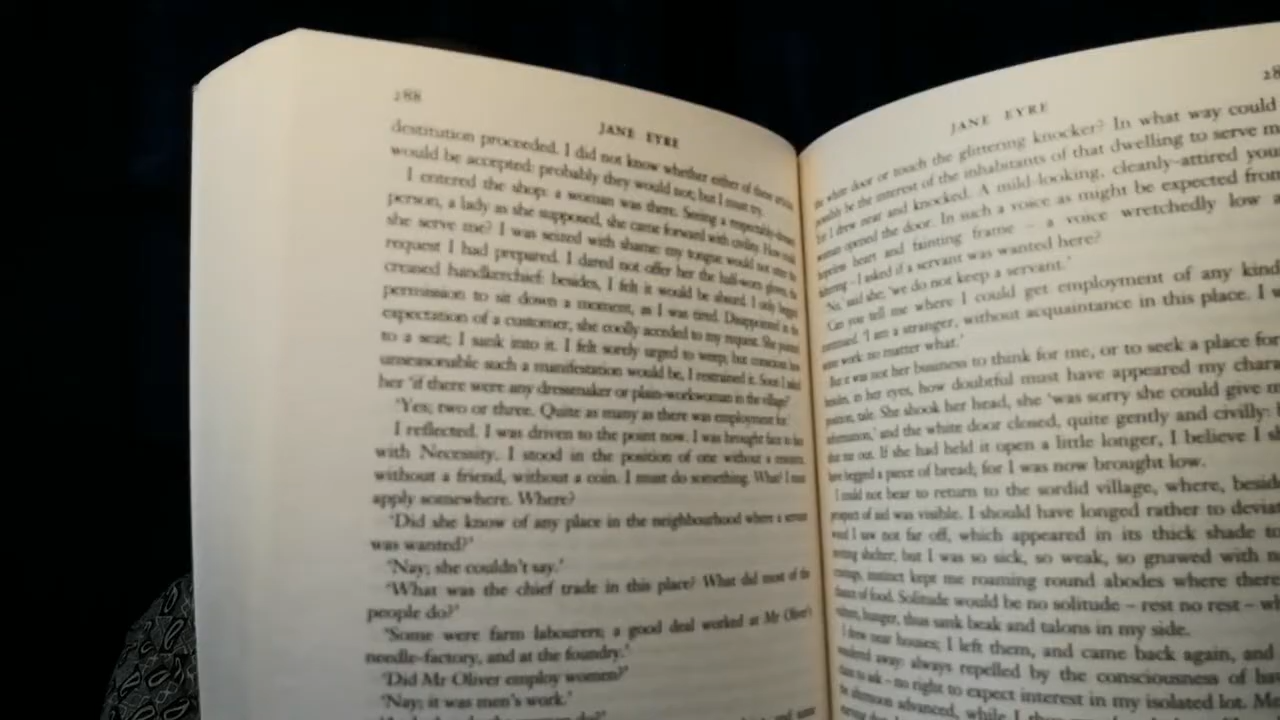 288
JANE EYRE
destitution proceeded. I did not know whether either of these
would be accepted: probably they would not; but I must try.
I entered the shop: a woman was there. Seeing a respectably-dressed
person, a lady as she supposed, she came forward with civility. How could
she serve me? I was seized with shame: my tongue would not utter the
request I had prepared. I dared not offer her the half-worn gloves, the
creased handkerchief: besides, I felt it would be absurd. I only begged
permission to sit down a moment, as I was tired. Disappointed in the
expectation of a customer, she coolly acceded to my request. She pointed
to a seat; I sank into it. I felt sorely urged to weep; but conscious how
unseasonable such a manifestation would be, I restrained it. Soon I asked
her 'if there were any dressmaker or plain-workwoman in the village?'
'Yes; two or three. Quite as many as there was employment for.'
I reflected. I was driven to the point now. I was brought face to face
with Necessity. I stood in the position of one without a resource,
without a friend, without a coin. I must do something. What? I must
apply somewhere. Where?
'Did she know of any place in the neighbourhood where a servant
was wanted?'
'Nay; she couldn't say.'
'What was the chief trade in this place? What did most of the
people do?'
'Some were farm labourers; a good deal worked at Mr Oliver's
needle-factory, and at the foundry.'
'Did Mr Oliver employ women?'
'Nay; it was men's work.'
JANE EYRE
the white door or touch the glittering knocker? In what way could
possibly be the interest of the inhabitants of that dwelling to serve
I drew near and knocked. A mild-looking, cleanly-attired
woman opened the door. In such a voice as might be expected from
hopeless heart and fainting frame – a voice wretchedly low
– I asked if a servant was wanted here?
'No,' said she; 'we do not keep a servant.'
'Can you tell me where I could get employment of any kind
continued. 'I am a stranger, without acquaintance in this place. I
some work: no matter what.'
But it was not her business to think for me, or to seek a place for
besides, in her eyes, how doubtful must have appeared my
position, tale. She shook her head, she 'was sorry she could give
information,' and the white door closed, quite gently and civilly:
shut me out. If she had held it open a little longer, I believe I
have begged a piece of bread; for I was now brought low.
I could not bear to return to the sordid village, where,
prospect of aid was visible. I should have longed rather to
wood I saw not far off, which appeared in its thick shade to
shelter; but I was so sick, so weak, so gnawed with
cravings, instinct kept me roaming round abodes where there
chance of food. Solitude would be no solitude – rest no rest –
vulture, hunger, thus sank beak and talons in my side.
I drew near houses; I left them, and came back again, and
wandered away: always repelled by the consciousness of
claim to ask – no right to expect interest in my isolated lot.
afternoon advanced, while I